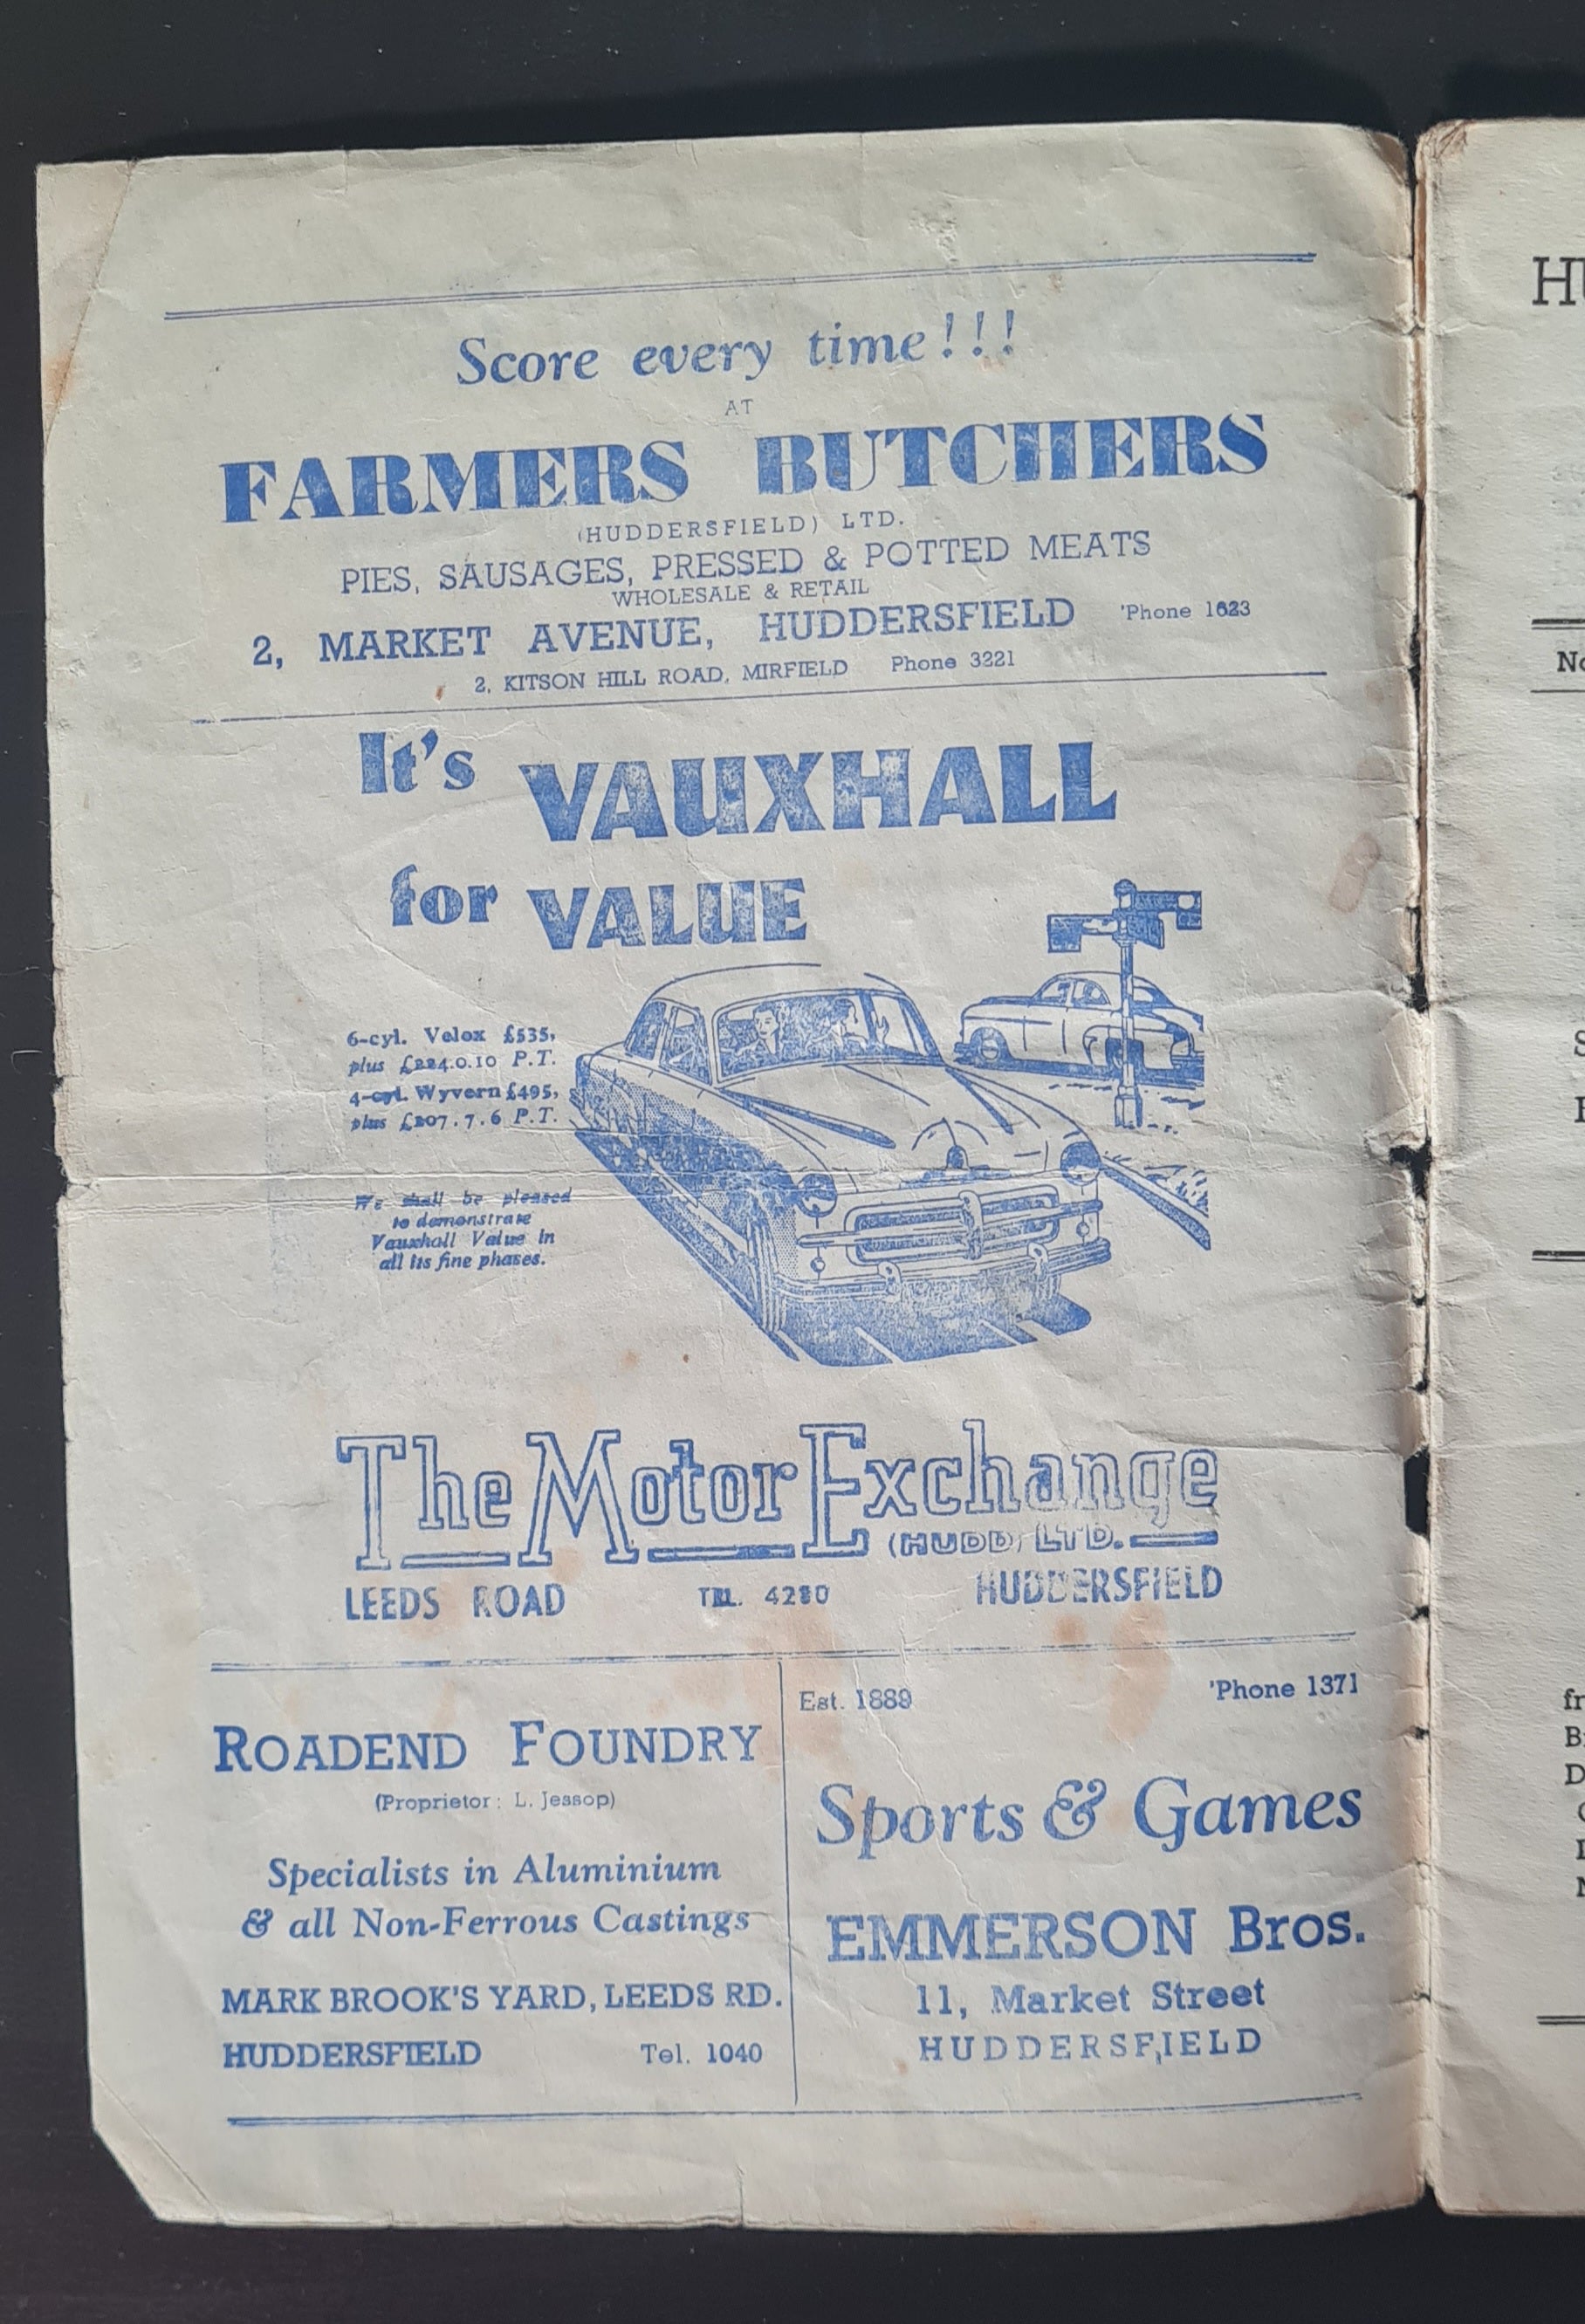 Score every time!!!
AT
FARMERS BUTCHERS
(HUDDERSFIELD) LTD.
PIES, SAUSAGES, PRESSED & POTTED MEATS
WHOLESALE & RETAIL
2, MARKET AVENUE, HUDDERSFIELD 'Phone 1623
2, KITSON HILL ROAD, MIRFIELD Phone 3221
It's VAUXHALL
for VALUE
6-cyl. Velox £535,
plus £224.0.10 P.T.
4-cyl. Wyvern £495,
plus £207.7.6 P.T.
We shall be pleased
to demonstrate
Vauxhall Value in
all its fine phases.
The Motor Exchange
(HUDD) LTD.
LEEDS ROAD TEL. 4280 HUDDERSFIELD
ROADEND FOUNDRY
(Proprietor: L. Jessop)
Specialists in Aluminium
& all Non-Ferrous Castings
MARK BROOK'S YARD, LEEDS RD.
HUDDERSFIELD Tel. 1040
Est. 1889 'Phone 1371
Sports & Games
EMMERSON Bros.
11, Market Street
HUDDERSFIELD